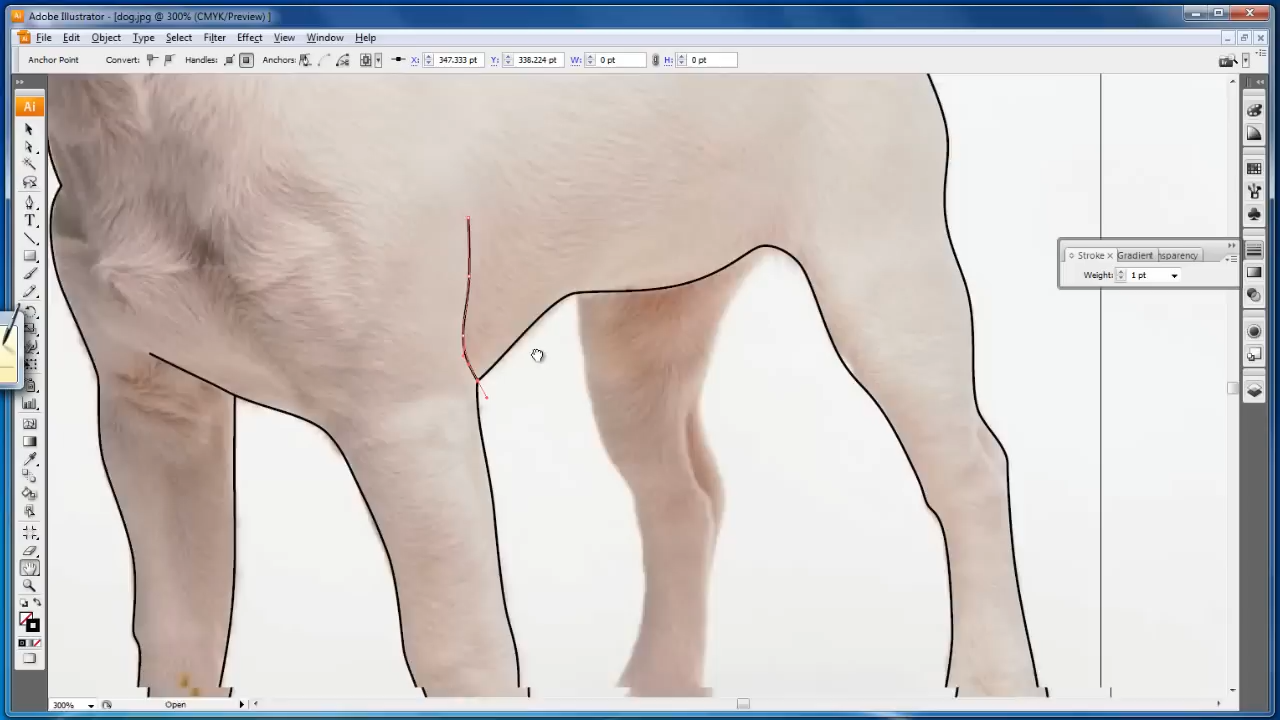 Adobe Illustrator - [dog.jpg @ 300% (CMYK/Preview) ]
File Edit Object Type Select Filter Effect View Window Help
Anchor Point Convert: Handles: Anchors: X: 347.333 pt Y: 338.224 pt W: 0 pt H: 0 pt
Ai
T
Stroke × Gradient nsparency
Weight: 1 pt
300% Open